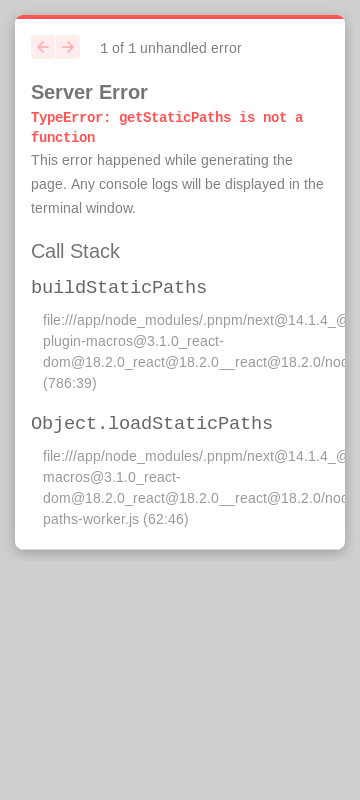 1 of 1 unhandled error
Server Error
TypeError: getStaticPaths is not a
function
This error happened while generating the
page. Any console logs will be displayed in the
terminal window.
Call Stack
buildStaticPaths
file:///app/node_modules/.pnpm/next@14.1.4_@
plugin-macros@3.1.0_react-
dom@18.2.0_react@18.2.0__react@18.2.0/noc
(786:39)
Object.loadStaticPaths
file:///app/node_modules/.pnpm/next@14.1.4_@
macros@3.1.0_react-
dom@18.2.0_react@18.2.0__react@18.2.0/noc
paths-worker.js (62:46)